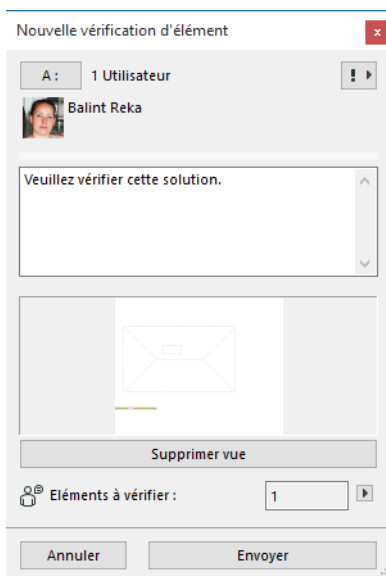 Nouvelle vérification d'élément
x
A : 1 Utilisateur !
Balint Reka
Veuillez vérifier cette solution.
Supprimer vue
Eléments à vérifier : 1
Annuler Envoyer